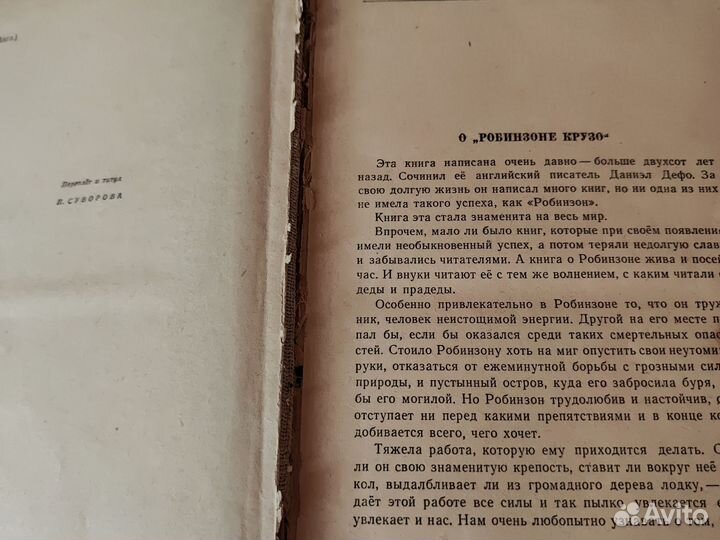 Переплёт и титул
П. СУВОРОВА
О „РОБИНЗОНЕ КРУЗО“
Эта книга написана очень давно — больше двухсот лет
назад. Сочинил её английский писатель Даниэл Дефо. За
свою долгую жизнь он написал много книг, но ни одна из них
не имела такого успеха, как «Робинзон».
Книга эта стала знаменита на весь мир.
Впрочем, мало ли было книг, которые при своём появлени
имели необыкновенный успех, а потом теряли недолгую слав
и забывались читателями. А книга о Робинзоне жива и посей
час. И внуки читают её с тем же волнением, с каким читали
деды и прадеды.
Особенно привлекательно в Робинзоне то, что он труж
ник, человек неистощимой энергии. Другой на его месте п
пал бы, если бы оказался среди таких смертельных опас
стей. Стоило Робинзону хоть на миг опустить свои неутоми
руки, отказаться от ежеминутной борьбы с грозными сил
природы, и пустынный остров, куда его забросила буря,
бы его могилой. Но Робинзон трудолюбив и настойчив,
отступает ни перед какими препятствиями и в конце ко
добивается всего, чего хочет.
Тяжела работа, которую ему приходится делать. С
ли он свою знаменитую крепость, ставит ли вокруг неё
кол, выдалбливает ли из громадного дерева лодку, —
даёт этой работе все силы и так пылко увлекается
увлекает и нас. Нам очень любопытно узнавать о том,
Avito